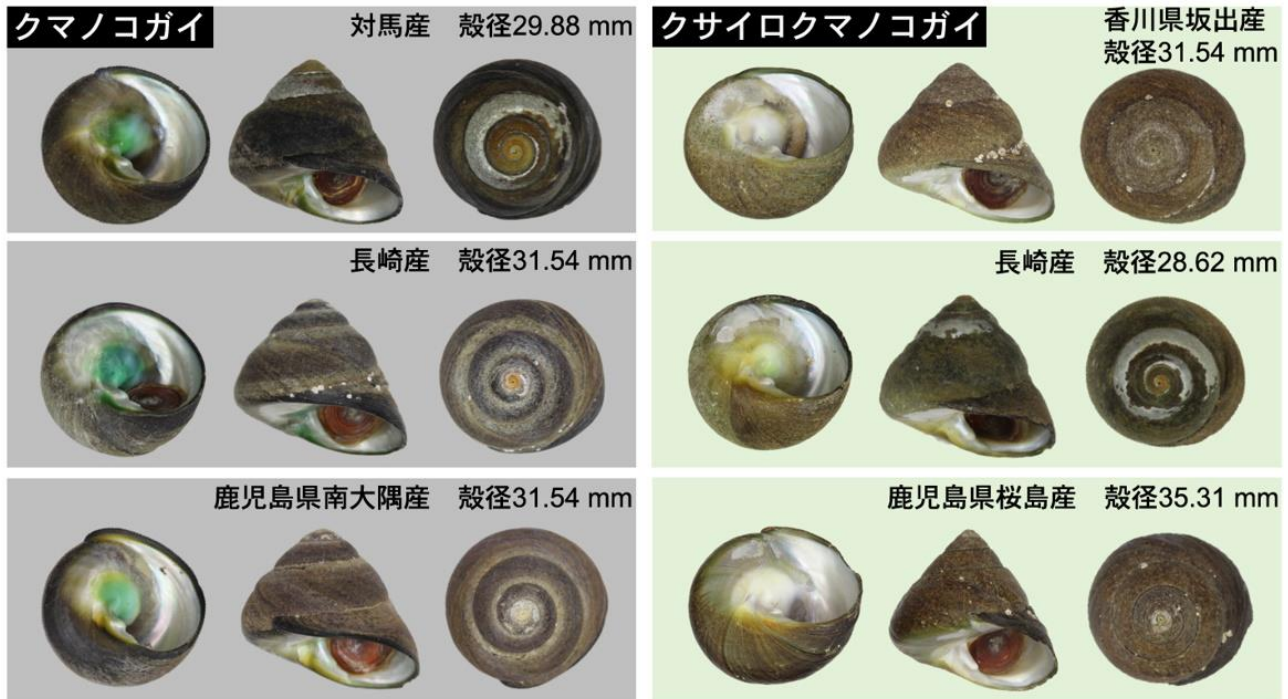 クマノコガイ
対馬産 殻径29.88 mm
長崎産 殻径31.54 mm
鹿児島県南大隅産 殻径31.54 mm
クサイロクマノコガイ
香川県坂出産
殻径31.54 mm
長崎産 殻径28.62 mm
鹿児島県桜島産 殻径35.31 mm